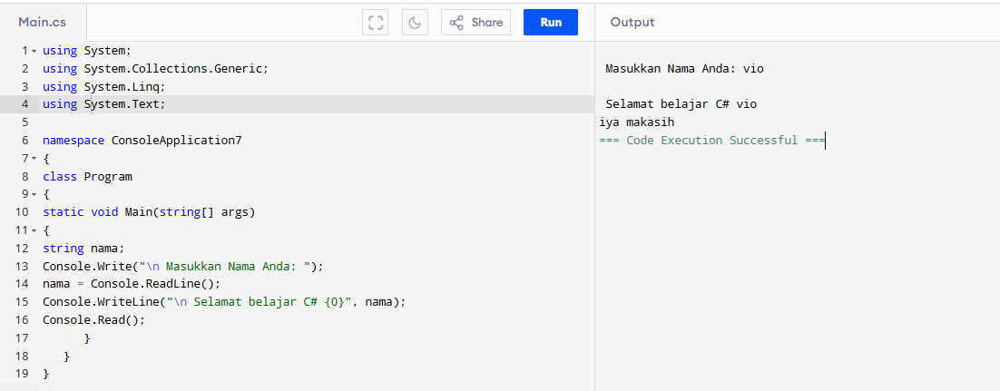 Main.cs
Share
Run
Output
1 using System;
2 using System.Collections.Generic;
3 using System.Linq;
4 using System.Text;
5
6 namespace ConsoleApplication7
7 {
8 class Program
9 {
10 static void Main(string[] args)
11 {
12 string nama;
13 Console.Write("\n Masukkan Nama Anda: ");
14 nama = Console.ReadLine();
15 Console.WriteLine("\n Selamat belajar C# {0}", nama);
16 Console.Read();
17 }
18 }
19 }
Masukkan Nama Anda: vio
Selamat belajar C# vio
iya makasih
=== Code Execution Successful ===